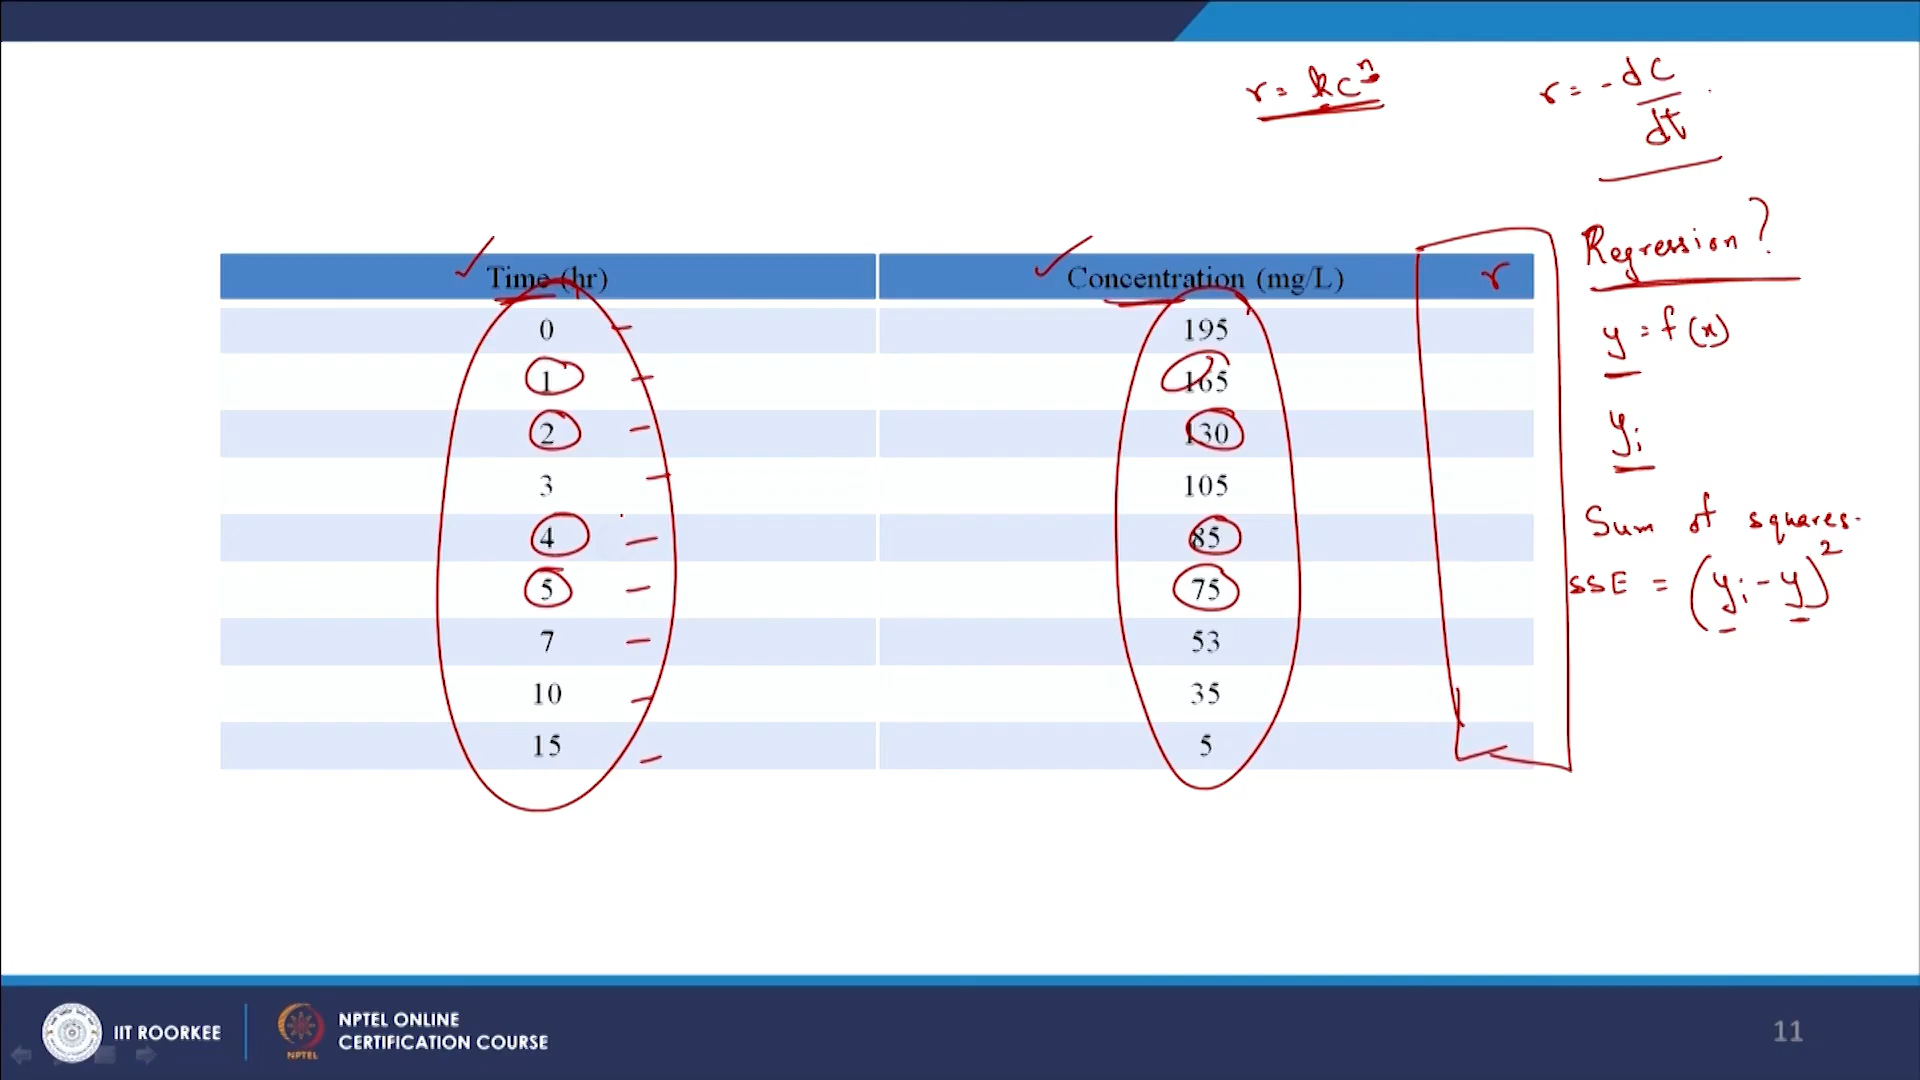 r = kcⁿ
r = -dc/dt
Regression?
y = f(x)
yᵢ
Sum of squares.
SSE = (yᵢ - y)²
Time (hr) Concentration (mg/L) r
0 195
1 165
2 130
3 105
4 85
5 75
7 53
10 35
15 5
IIT ROORKEE
NPTEL
NPTEL ONLINE
CERTIFICATION COURSE
11